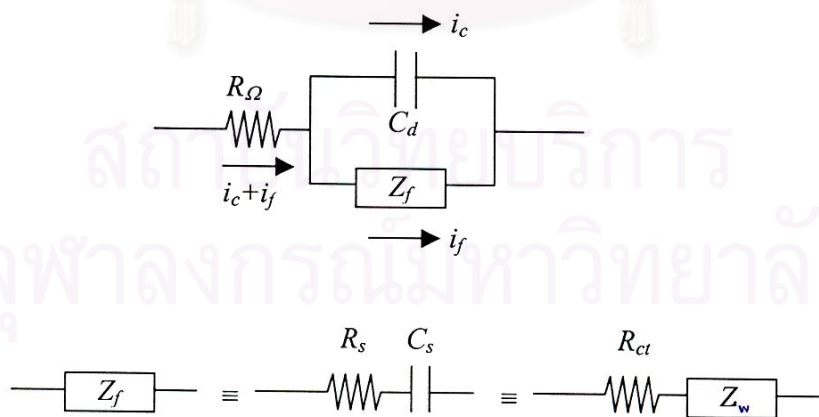 i_c
R_Ω
C_d
i_c+i_f
Z_f
i_f
สถาบันวิทยบริการ
จุฬาลงกรณ์มหาวิทยาลั
R_s C_s R_ct
Z_f ≡ ≡ Z_w